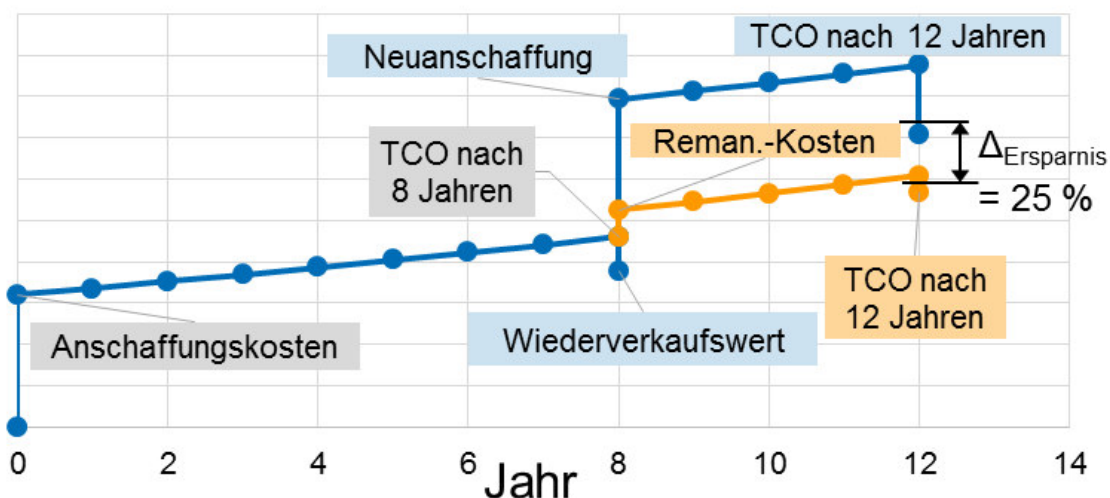 TCO nach 12 Jahren
Neuanschaffung
Reman.-Kosten
TCO nach
8 Jahren
Δ Ersparnis
= 25 %
TCO nach
12 Jahren
Wiederverkaufswert
Anschaffungskosten
0 2 4 6 8 10 12 14
Jahr